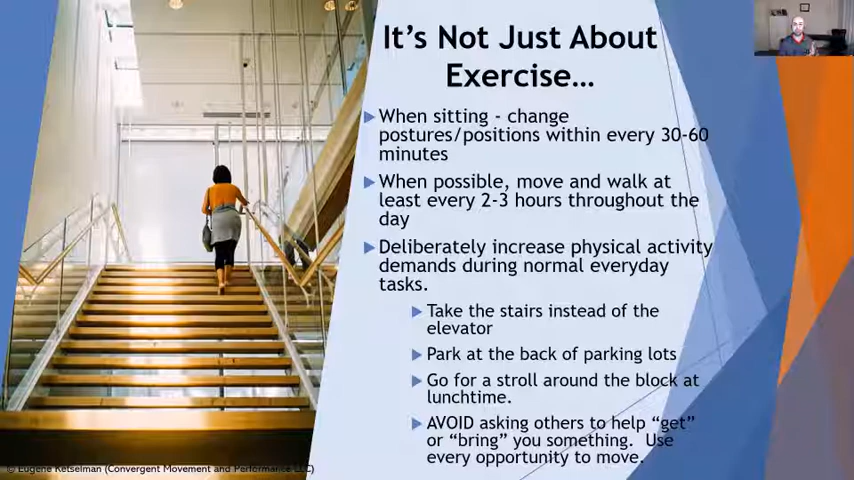 It’s Not Just About
Exercise…
When sitting - change
postures/positions within every 30-60
minutes
When possible, move and walk at
least every 2-3 hours throughout the
day
Deliberately increase physical activity
demands during normal everyday
tasks.
Take the stairs instead of the
elevator
Park at the back of parking lots
Go for a stroll around the block at
lunchtime.
AVOID asking others to help “get”
or “bring” you something. Use
every opportunity to move.
© Eugene Ketselman (Convergent Movement and Performance LLC)